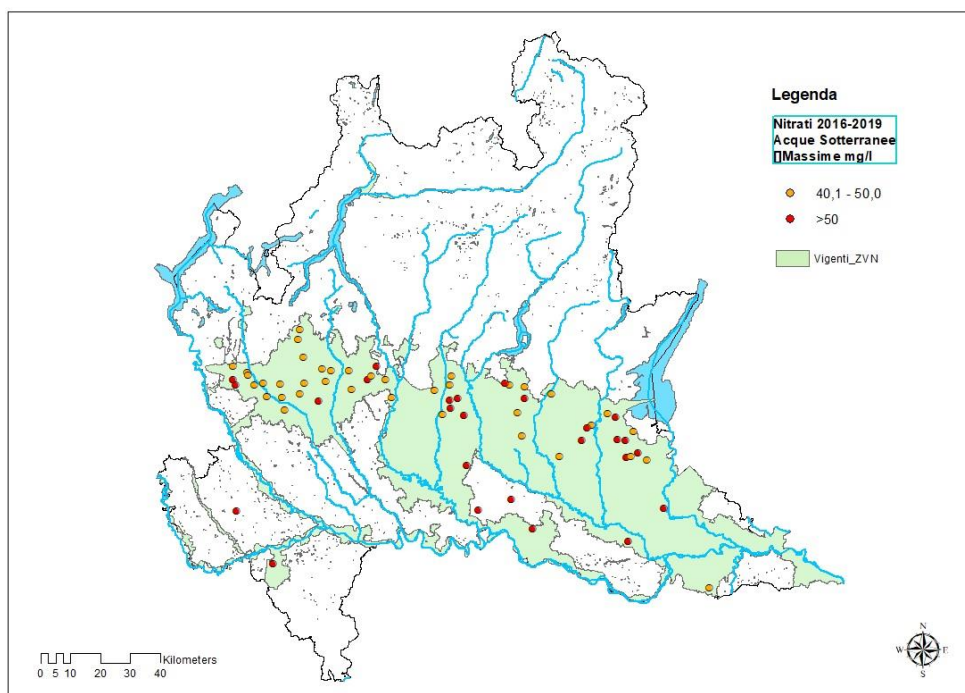 Legenda
Nitrati 2016-2019
Acque Sotterranee
▯Massime mg/l
40,1 - 50,0
>50
Vigenti_ZVN
N
W E
S
Kilometers
0 5 10 20 30 40